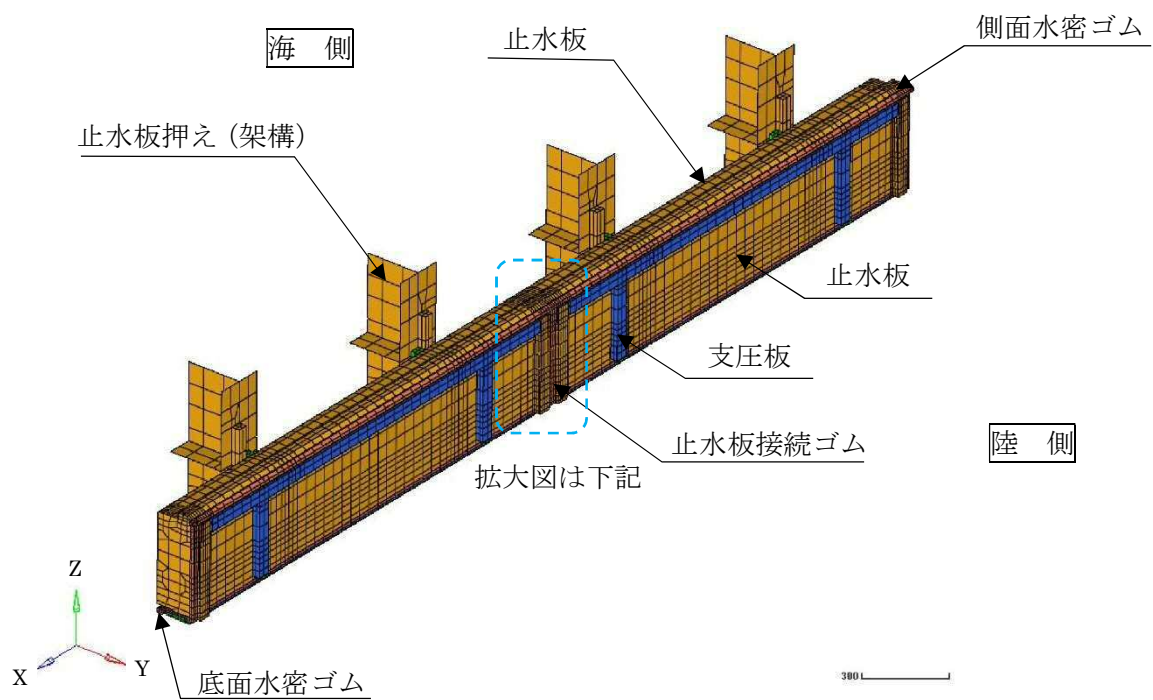 海 側
止水板
側面水密ゴム
止水板押え（架構）
止水板
支圧板
止水板接続ゴム
陸 側
拡大図は下記
Z
X
Y
底面水密ゴム
300